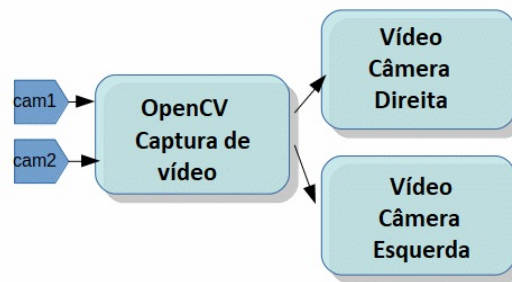 cam1
cam2
OpenCV
Captura de
vídeo
Vídeo
Câmera
Direita
Vídeo
Câmera
Esquerda